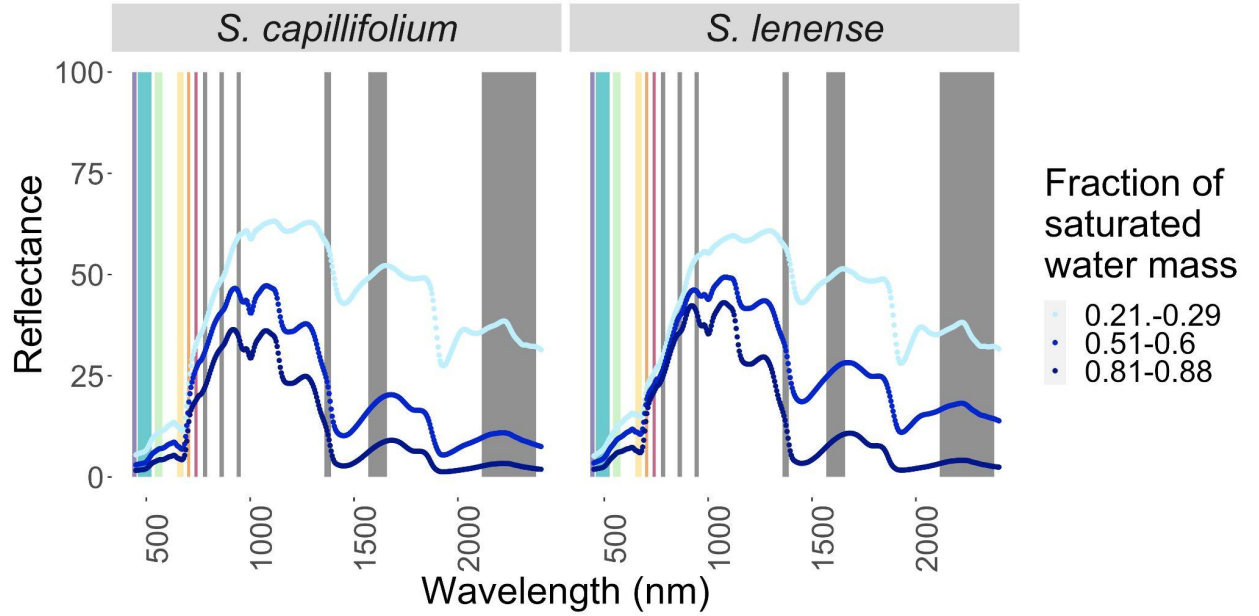 S. capillifolium
S. lenense
100
75
50
25
0
Reflectance
500
1000
1500
2000
500
1000
1500
2000
Wavelength (nm)
Fraction of
saturated
water mass
0.21.-0.29
0.51-0.6
0.81-0.88